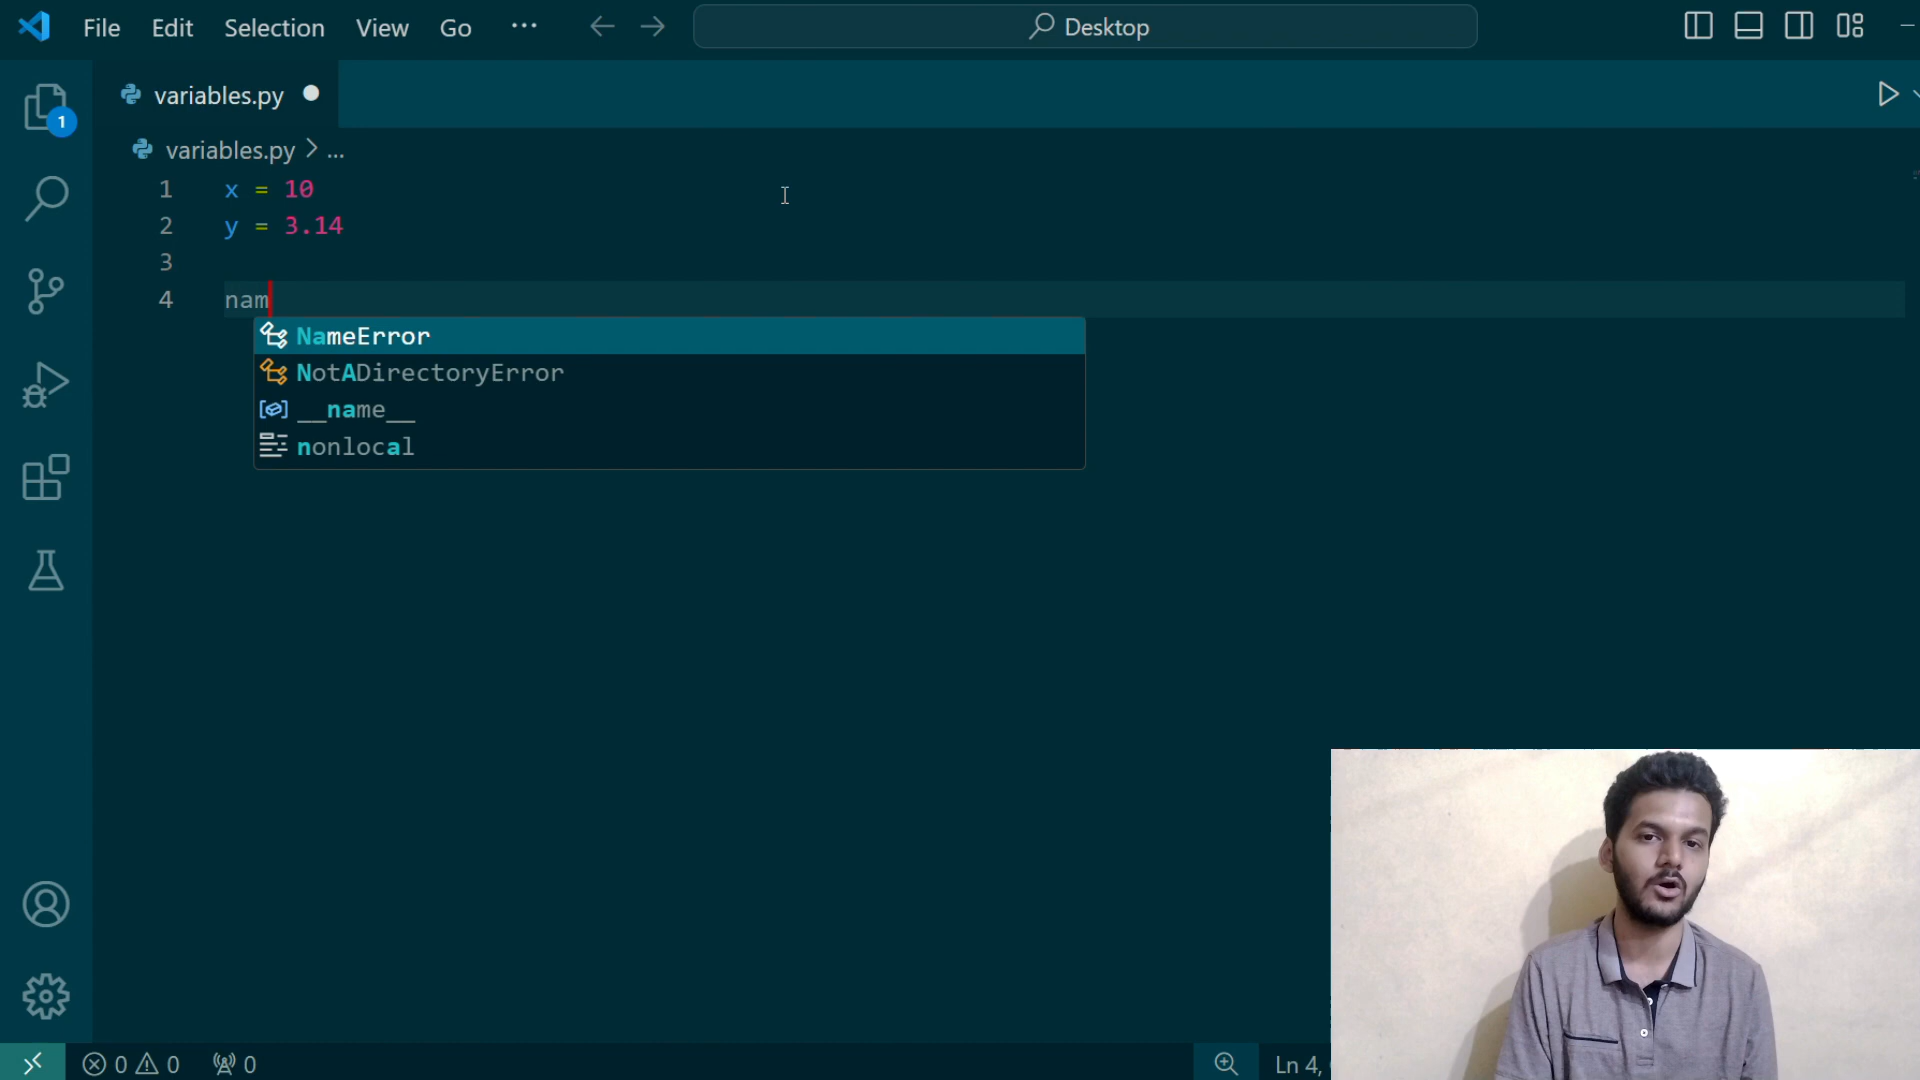 File Edit Selection View Go ··· Desktop
variables.py
1
variables.py > ...
1 x = 10
2 y = 3.14
3
4 nam
NameError
NotADirectoryError
__name__
nonlocal
0 0 0 Ln 4,